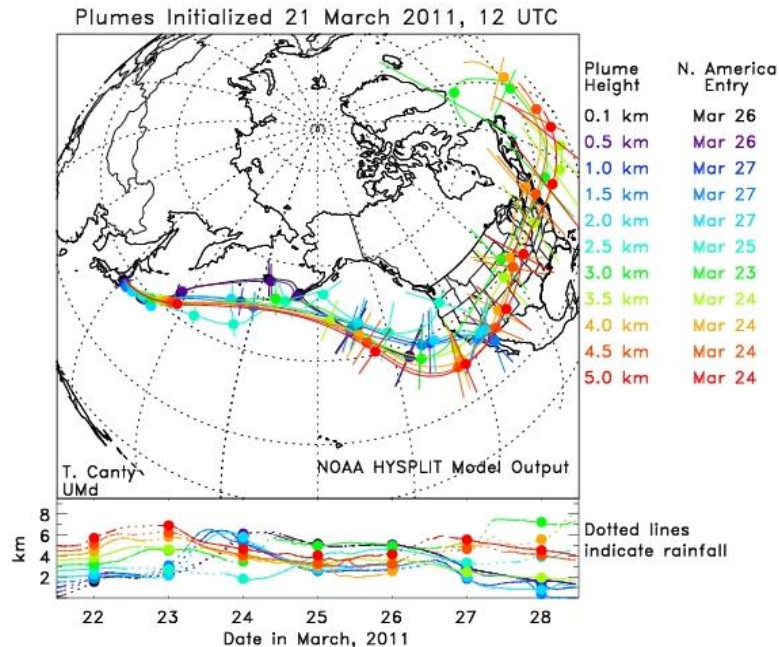 Plumes Initialized 21 March 2011, 12 UTC
Plume Height N. America Entry
0.1 km Mar 26
0.5 km Mar 26
1.0 km Mar 27
1.5 km Mar 27
2.0 km Mar 27
2.5 km Mar 25
3.0 km Mar 23
3.5 km Mar 24
4.0 km Mar 24
4.5 km Mar 24
5.0 km Mar 24
T. Canty
UMd
NOAA HYSPLIT Model Output
8
6
4
2
km
Dotted lines
indicate rainfall
22 23 24 25 26 27 28
Date in March, 2011